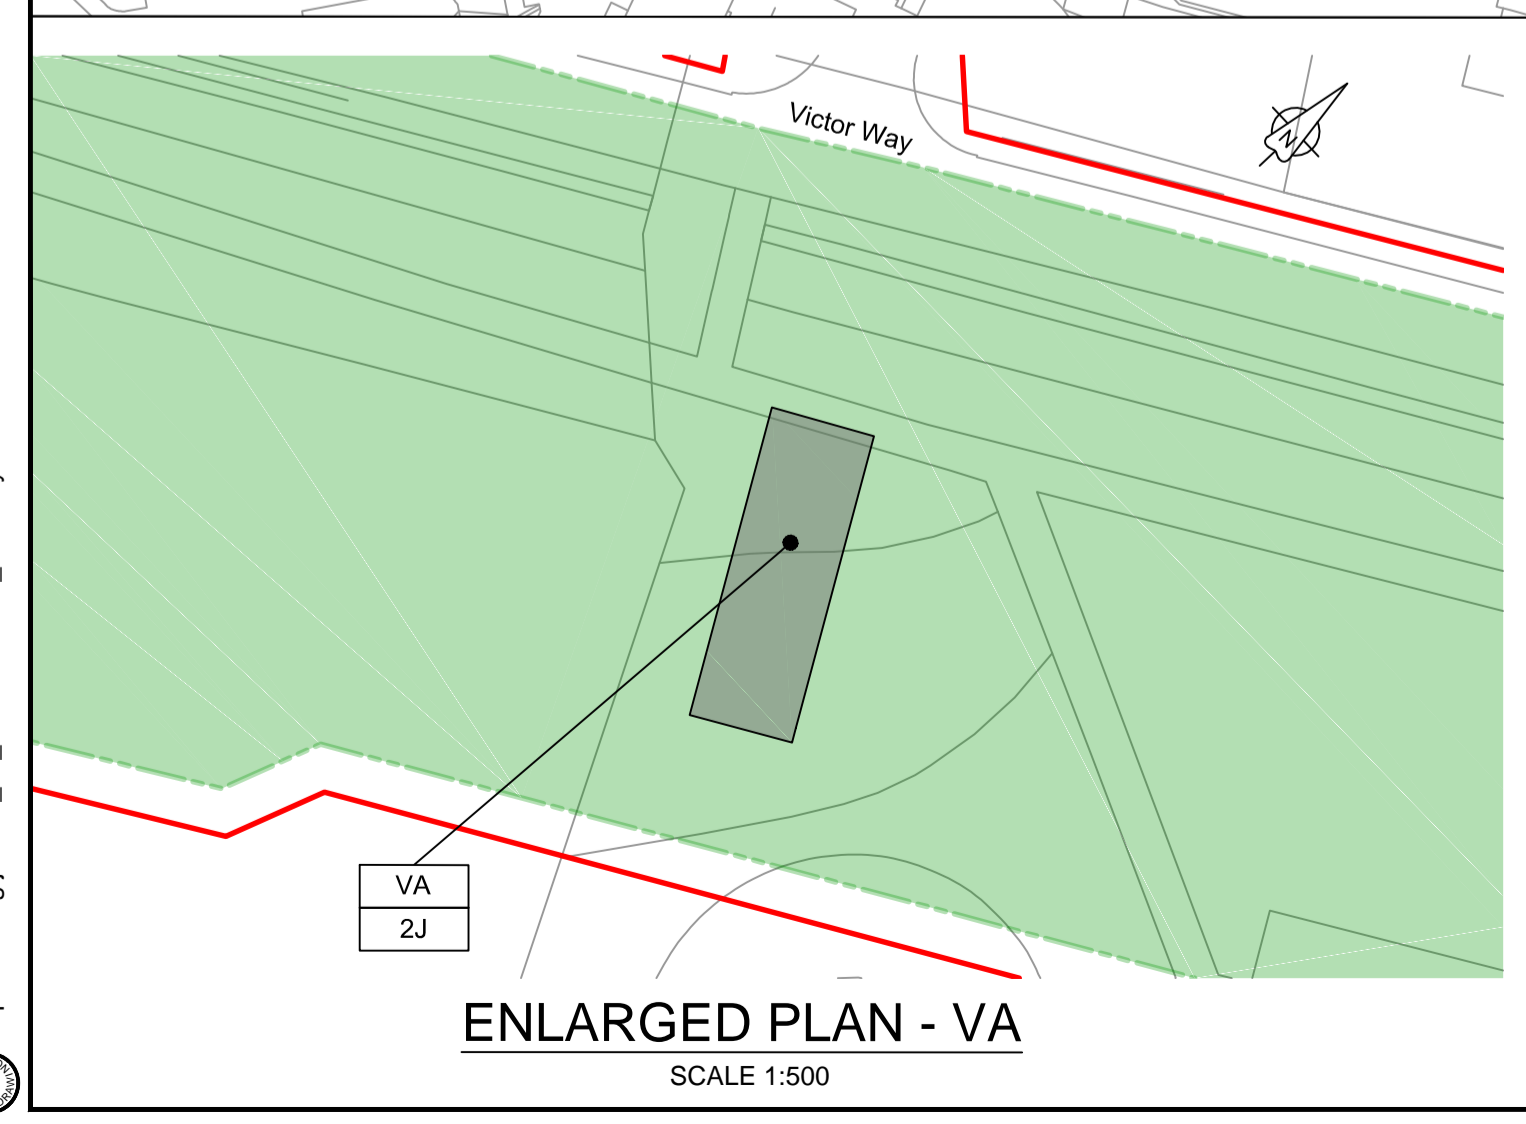 Victor Way
N
VA
2J
ENLARGED PLAN - VA
SCALE 1:500